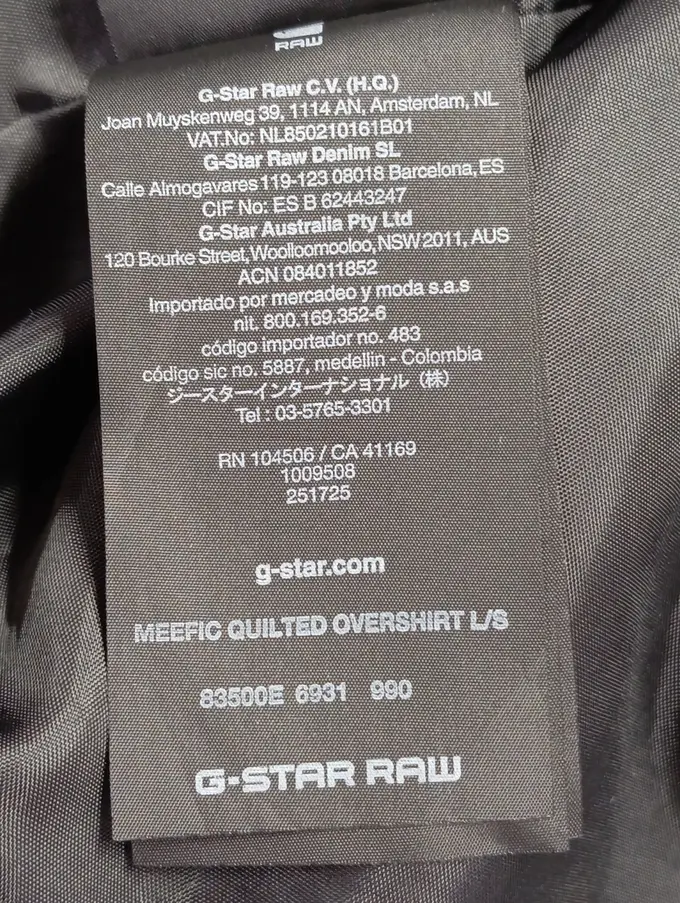 RAW
G-Star Raw C.V. (H.Q.)
Joan Muyskenweg 39, 1114 AN, Amsterdam, NL
VAT.No: NL850210161B01
G-Star Raw Denim SL
Calle Almogavares 119-123 08018 Barcelona, ES
CIF No: ES B 62443247
G-Star Australia Pty Ltd
120 Bourke Street, Woolloomooloo, NSW 2011, AUS
ACN 084011852
Importado por mercadeo y moda s.a.s
nit. 800.169.352-6
código importador no. 483
código sic no. 5887, medellin - Colombia
ジースターインターナショナル（株）
Tel : 03-5765-3301
RN 104506 / CA 41169
1009508
251725
g-star.com
MEEFIC QUILTED OVERSHIRT L/S
83500E 6931 990
G-STAR RAW